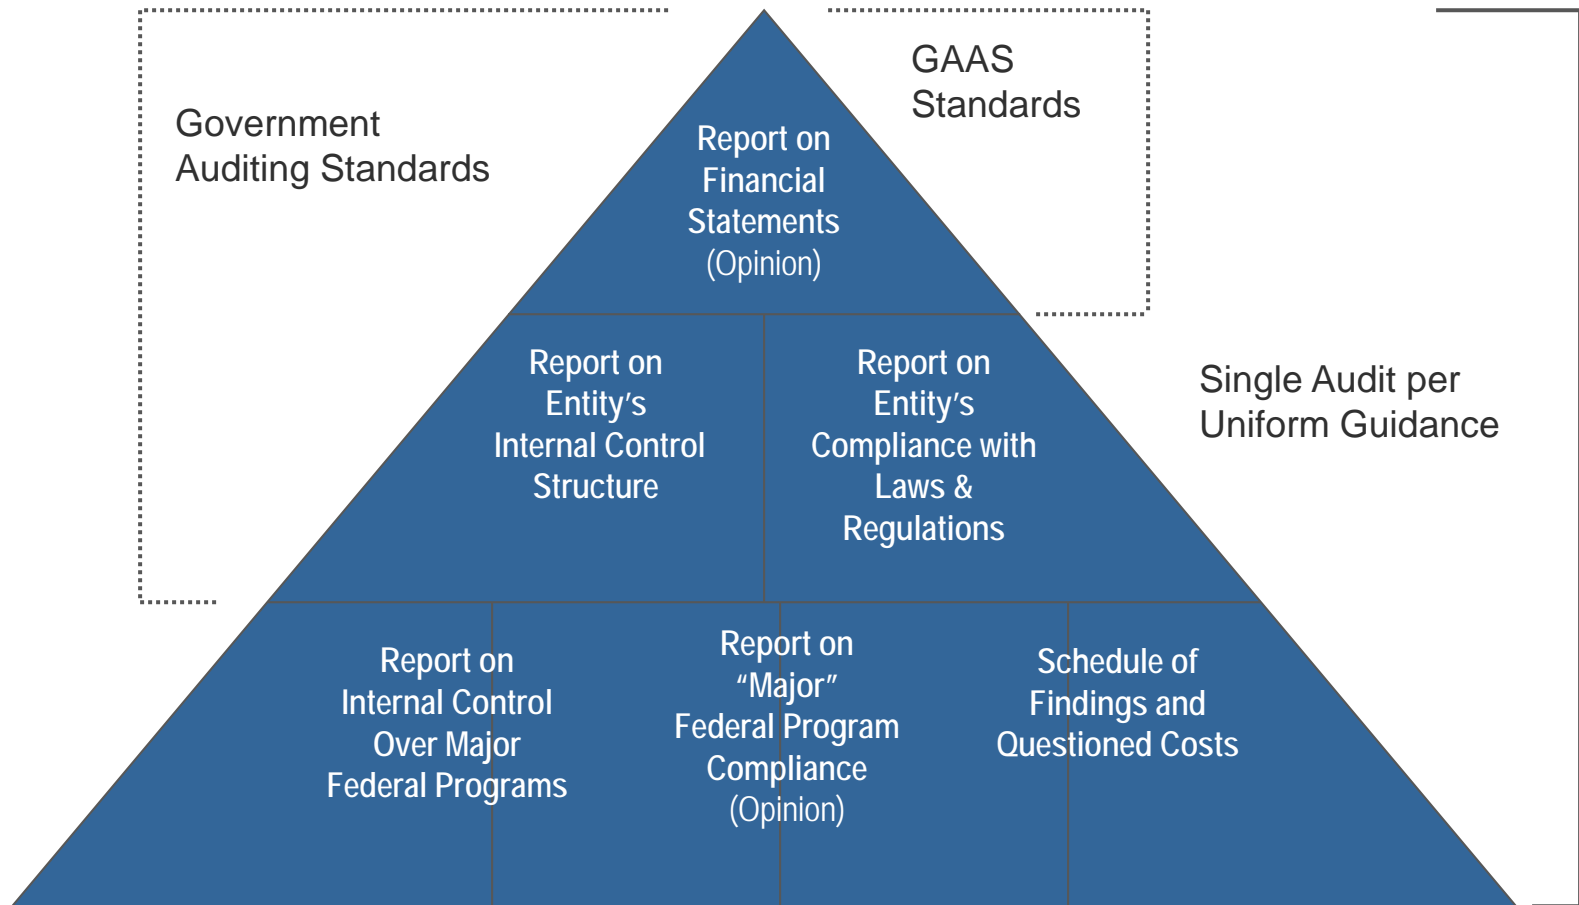 Government
Auditing Standards
GAAS
Standards
Report on
Financial
Statements
(Opinion)
Report on
Entity’s
Internal Control
Structure
Report on
Entity’s
Compliance with
Laws &
Regulations
Single Audit per
Uniform Guidance
Report on
Internal Control
Over Major
Federal Programs
Report on
“Major”
Federal Program
Compliance
(Opinion)
Schedule of
Findings and
Questioned Costs